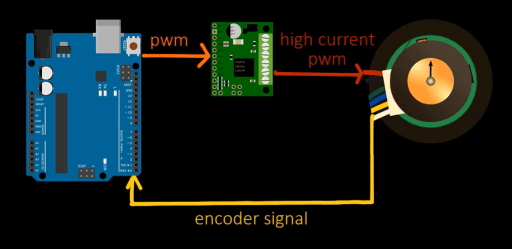 pwm
high current
pwm
encoder signal